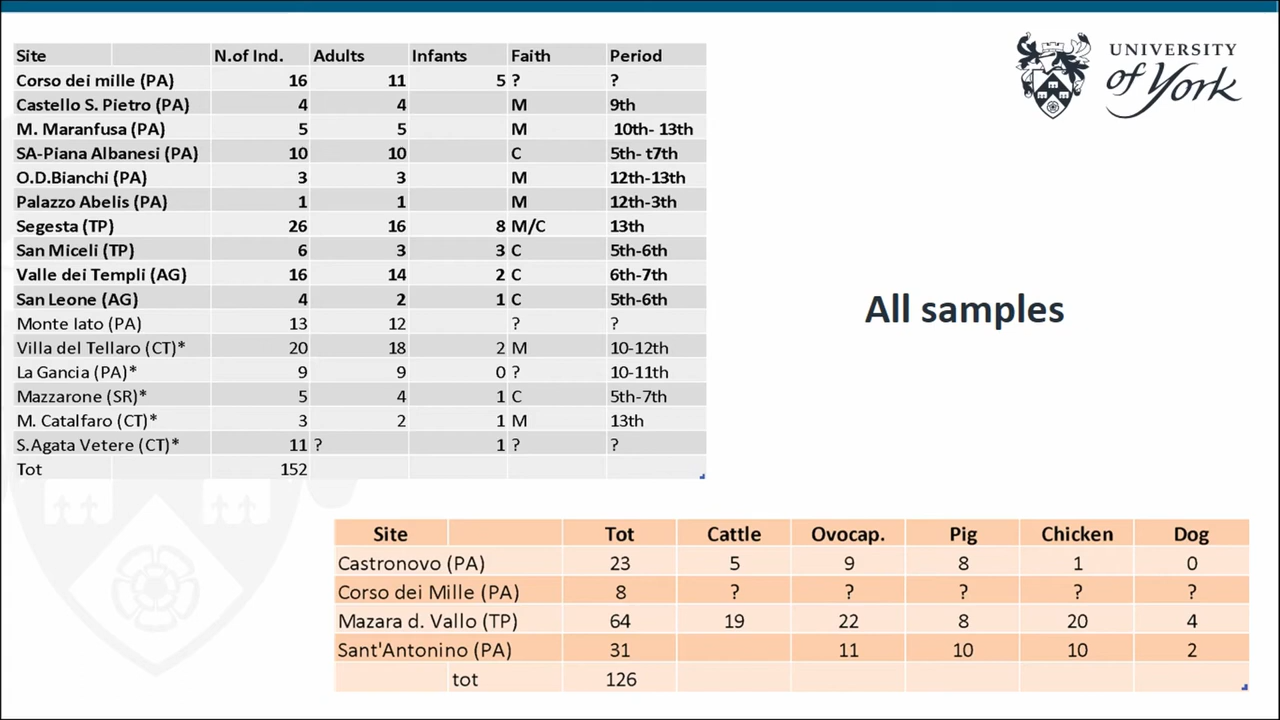 Site N.of Ind. Adults Infants Faith Period
Corso dei mille (PA) 16 11 5 ? ?
Castello S. Pietro (PA) 4 4 M 9th
M. Maranfusa (PA) 5 5 M 10th- 13th
SA-Piana Albanesi (PA) 10 10 C 5th- t7th
O.D.Bianchi (PA) 3 3 M 12th-13th
Palazzo Abelis (PA) 1 1 M 12th-3th
Segesta (TP) 26 16 8 M/C 13th
San Miceli (TP) 6 3 3 C 5th-6th
Valle dei Templi (AG) 16 14 2 C 6th-7th
San Leone (AG) 4 2 1 C 5th-6th
Monte Iato (PA) 13 12 ? ?
Villa del Tellaro (CT)* 20 18 2 M 10-12th
La Gancia (PA)* 9 9 0 ? 10-11th
Mazzarone (SR)* 5 4 1 C 5th-7th
M. Catalfaro (CT)* 3 2 1 M 13th
S.Agata Vetere (CT)* 11 ? 1 ? ?
Tot 152
UNIVERSITY
of York
All samples
Site Tot Cattle Ovocap. Pig Chicken Dog
Castronovo (PA) 23 5 9 8 1 0
Corso dei Mille (PA) 8 ? ? ? ? ?
Mazara d. Vallo (TP) 64 19 22 8 20 4
Sant'Antonino (PA) 31 11 10 10 2
tot 126